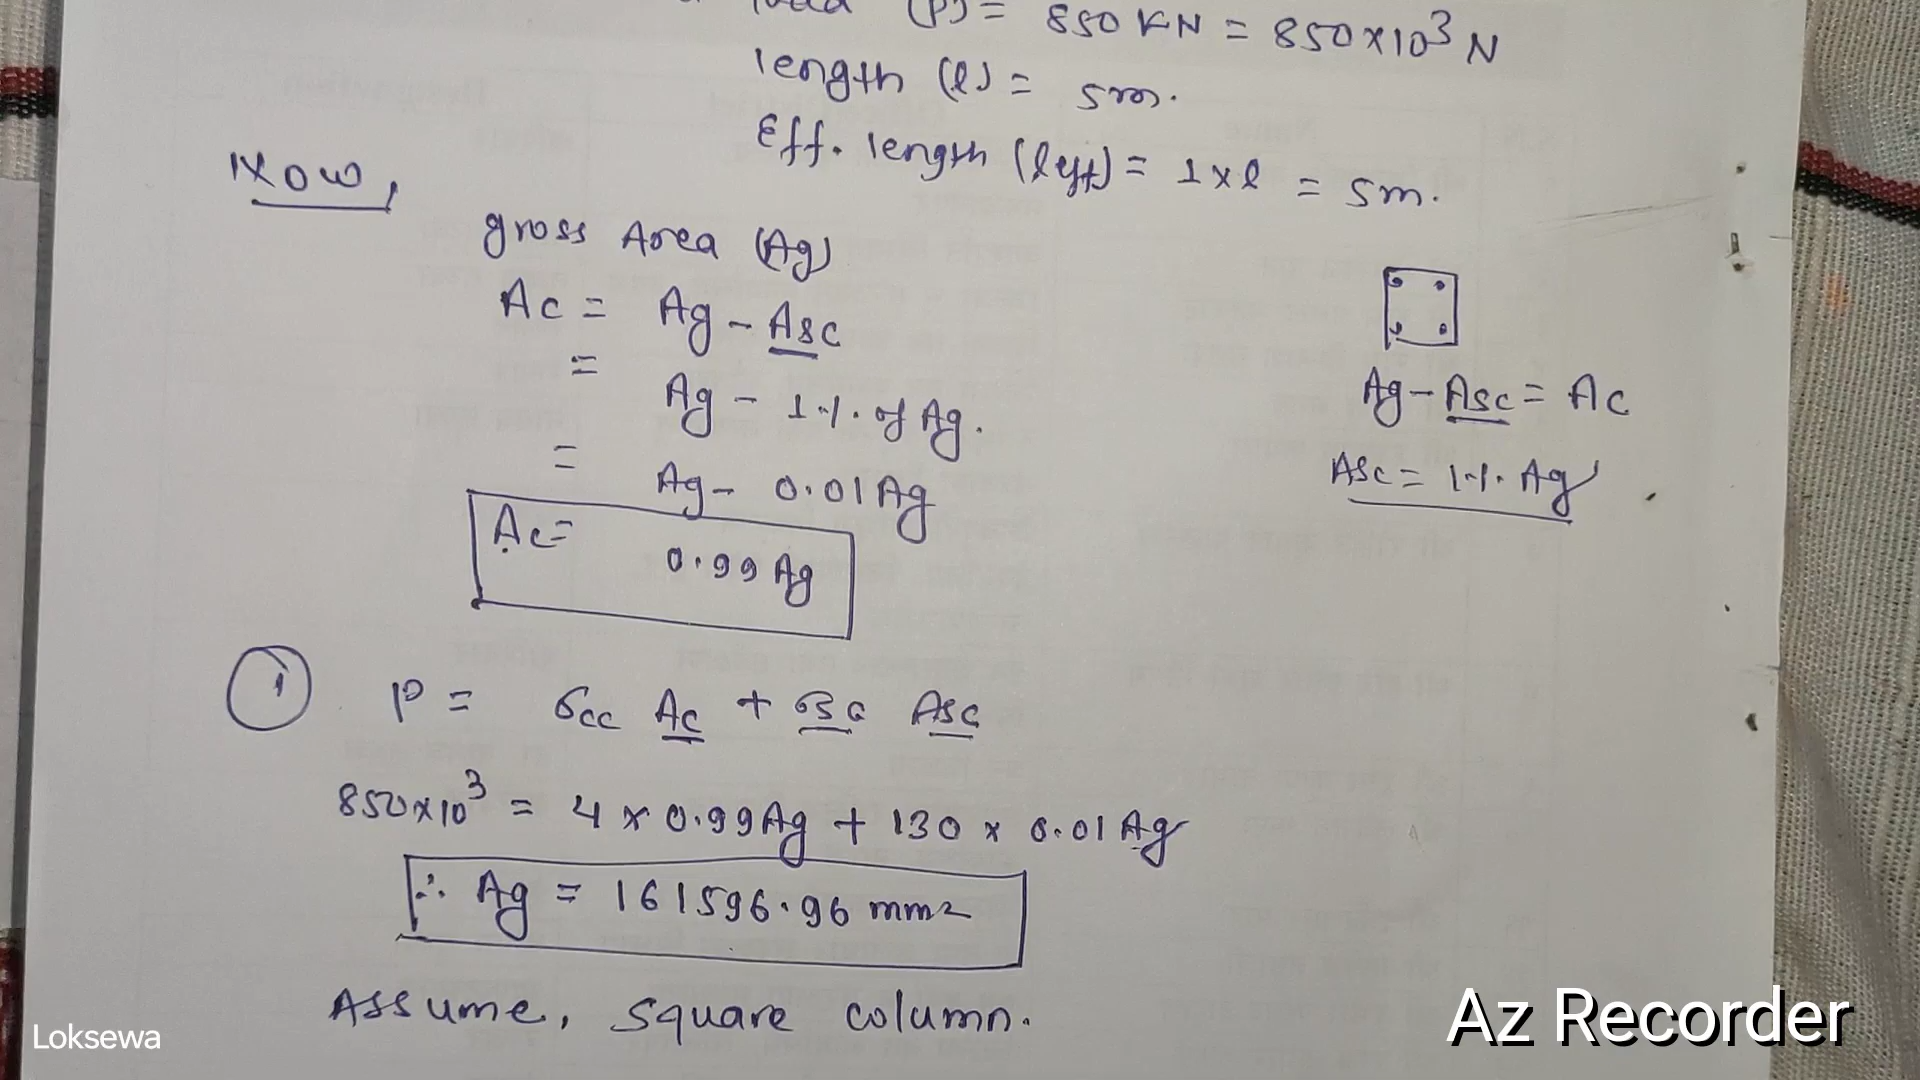 (P) = 850 KN = 850×10³ N
length (l) = 5m.
Eff. length (leff) = 1×l = 5m.
Now,
gross Area (Ag)
Ac = Ag - Asc
= Ag - 1% of Ag.
= Ag - 0.01 Ag
Ac = 0.99 Ag
Ag - Asc = Ac
Asc = 1% Ag
① P = σcc Ac + σsc Asc
850×10³ = 4 × 0.99Ag + 130 × 0.01 Ag
∴ Ag = 161596.96 mm²
Assume, square column.
Loksewa
Az Recorder